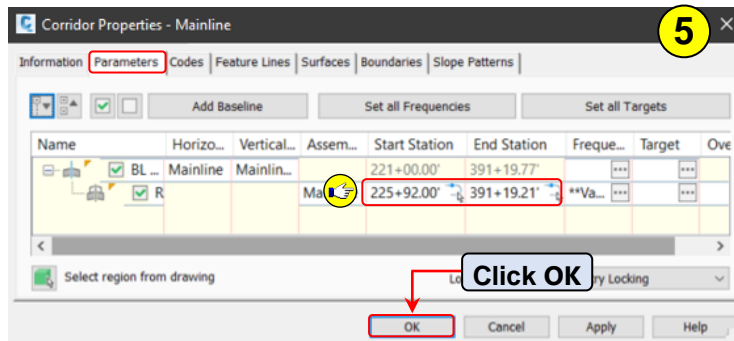 Corridor Properties - Mainline
5
Information Parameters Codes Feature Lines Surfaces Boundaries Slope Patterns
Add Baseline Set all Frequencies Set all Targets
Name Horizo... Vertical... Assem... Start Station End Station Freque... Target Ove
BL ... Mainline Mainlin... 221+00.00' 391+19.77'
R Ma 225+92.00' 391+19.21' **Va...
Select region from drawing Lo ry Locking
Click OK
OK Cancel Apply Help